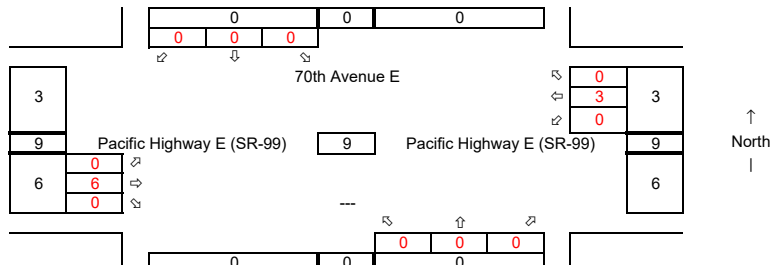 0 0 0
0 0 0
⬃ ⇩ ⬂
70th Avenue E ⬁ 0
3 ⇦ 3 3
⬃ 0
↑
9 Pacific Highway E (SR-99) 9 Pacific Highway E (SR-99) 9 North
0 ⬀ |
6 6 ⇨ 6
0 ⬂ ---
⬁ ⇧ ⬀
0 0 0
0 0 0